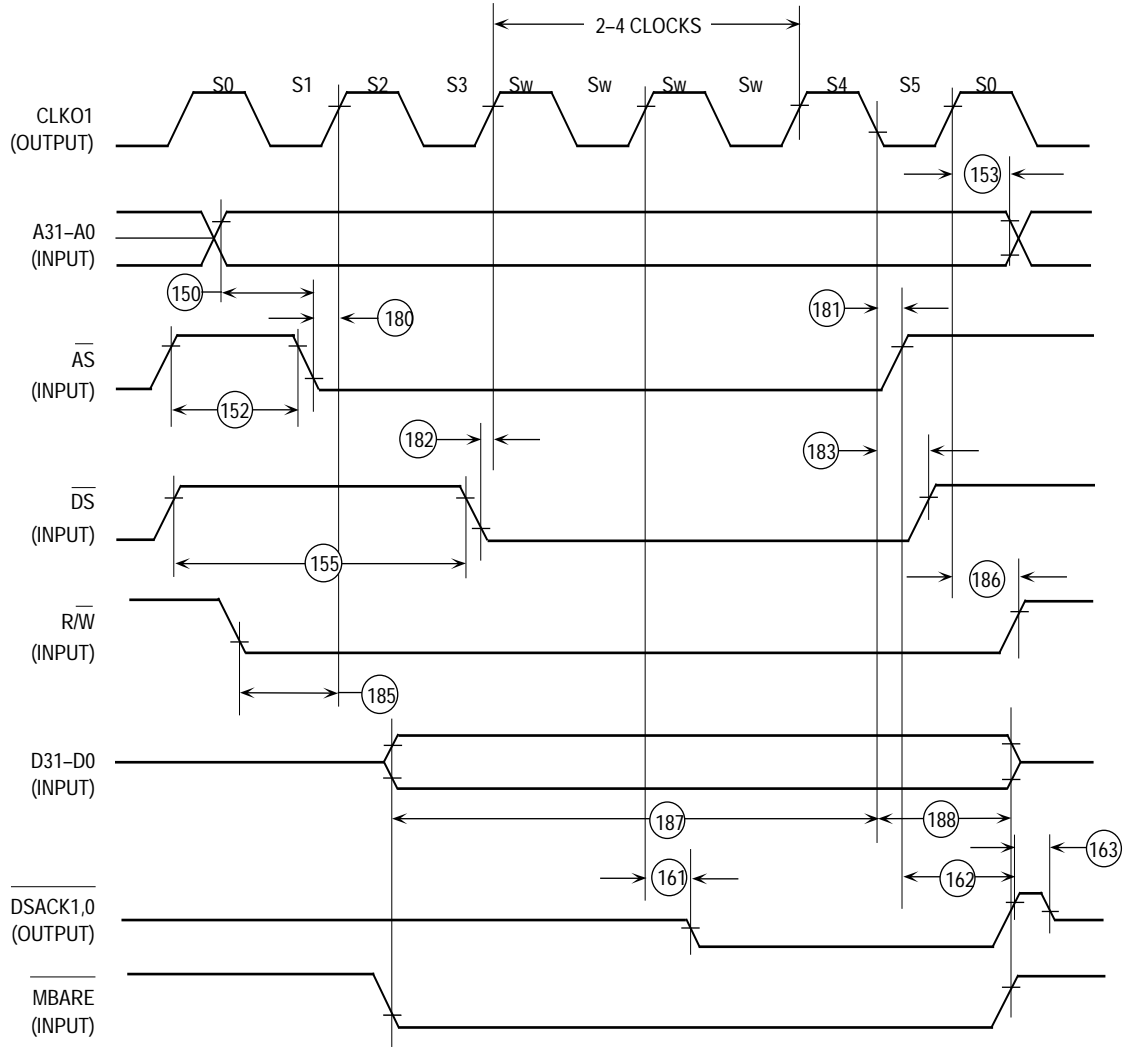 2–4 CLOCKS
S0 S1 S2 S3 Sw Sw Sw Sw S4 S5 S0
CLKO1
(OUTPUT)
153
A31–A0
(INPUT)
150
180
181
AS
(INPUT)
152
182
183
DS
(INPUT)
155
186
R/W
(INPUT)
185
D31–D0
(INPUT)
187
188
163
161
162
DSACK1,0
(OUTPUT)
MBARE
(INPUT)